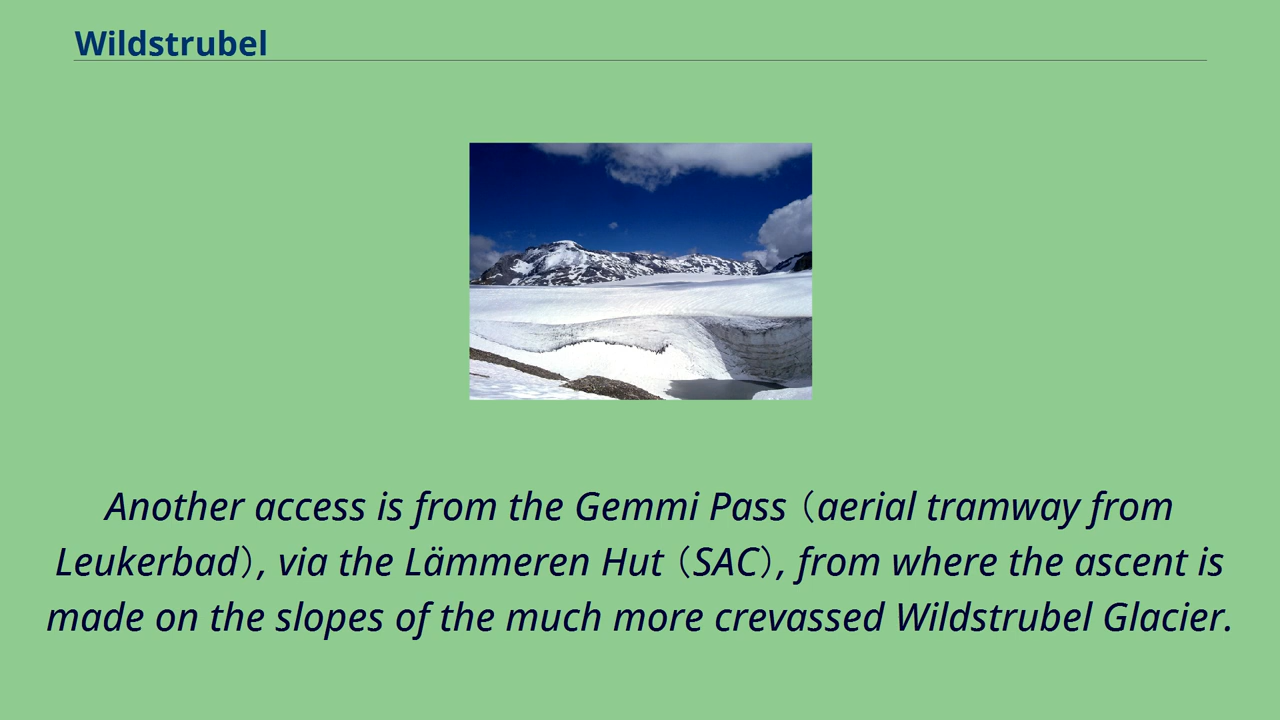 Wildstrubel
Another access is from the Gemmi Pass (aerial tramway from
Leukerbad), via the Lämmeren Hut (SAC), from where the ascent is
made on the slopes of the much more crevassed Wildstrubel Glacier.